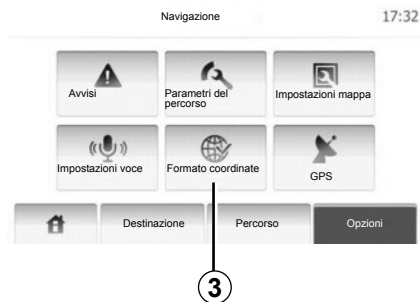 Navigazione
17:32
Avvisi
Parametri del
percorso
Impostazioni mappa
Impostazioni voce
Formato coordinate
GPS
Destinazione
Percorso
Opzioni
3